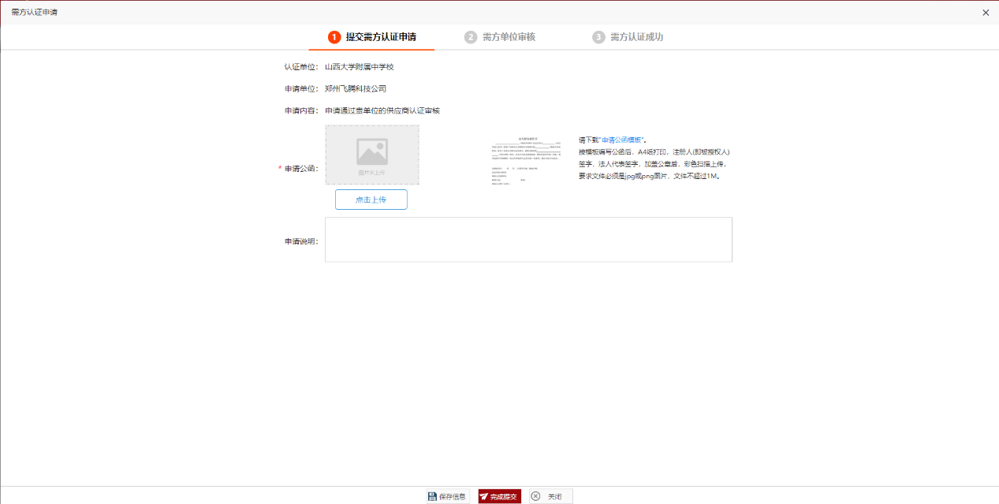 需方认证申请
1 提交需方认证申请
2 需方单位审核
3 需方认证成功
认证单位： 山西大学附属中学校
申请单位： 郑州飞腾科技公司
申请内容： 申请通过贵单位的供应商认证审核
* 申请公函：
图片未上传
请下载"申请公函模板"。
按模板编写公函后，A4纸打印，注册人(即被授权人)
签字，法人代表签字，加盖公章后，彩色扫描上传，
要求文件必须是jpg或png图片，文件不超过1M。
点击上传
申请说明：
保存信息
完成提交
关闭